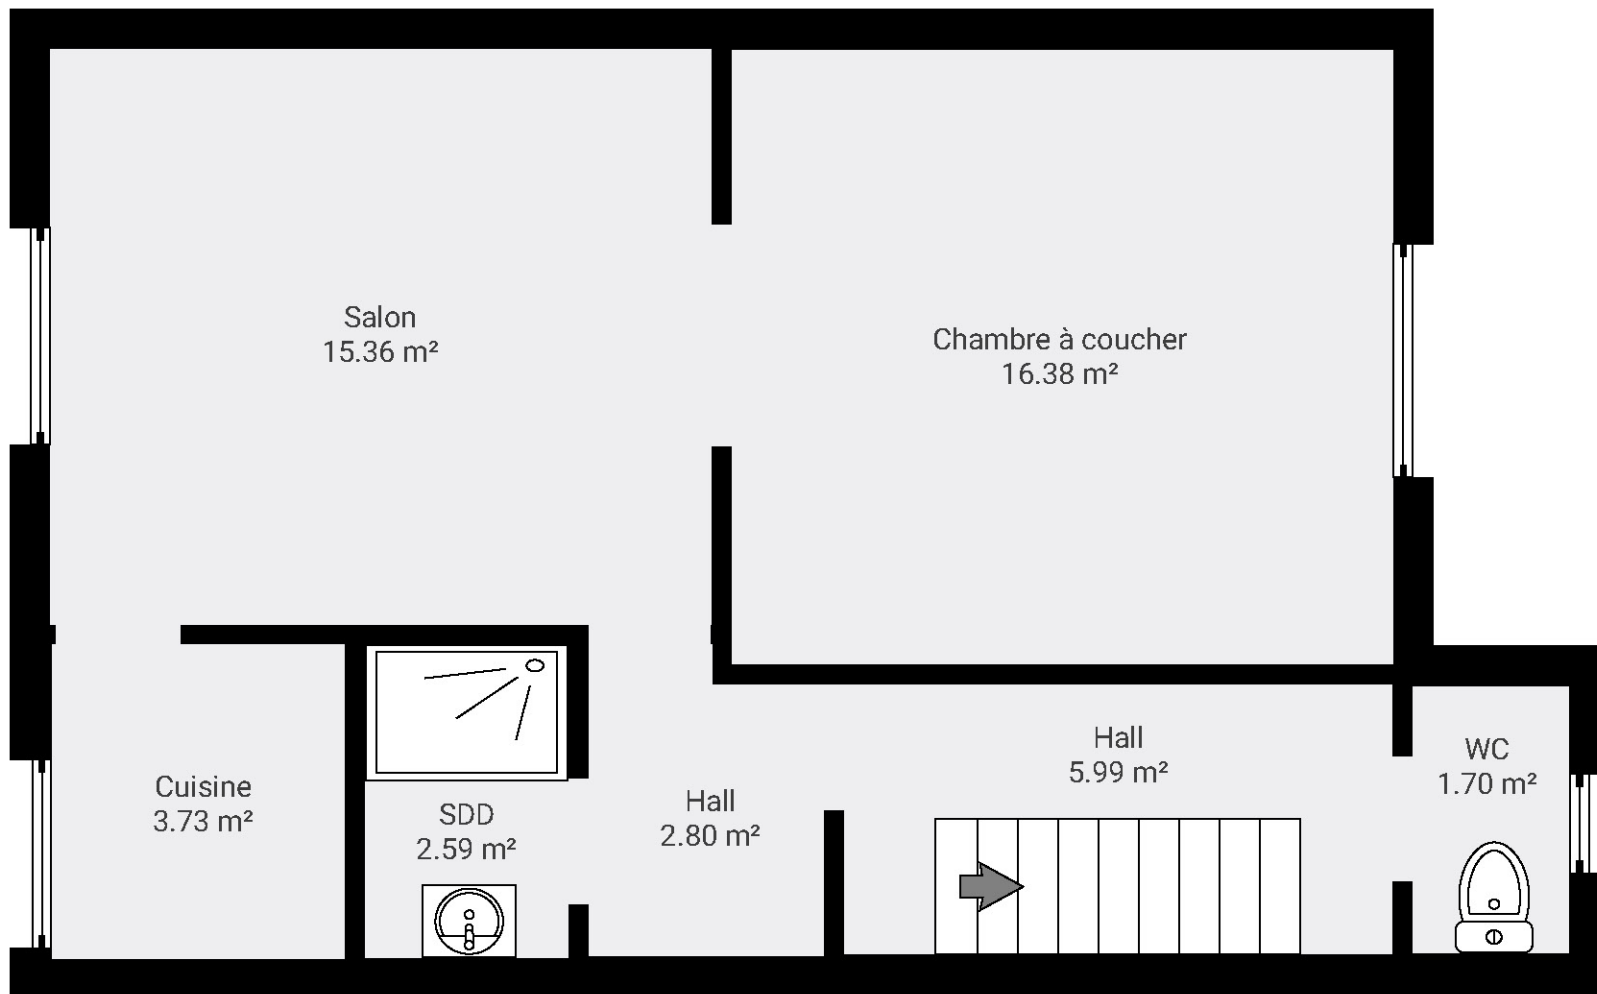 Salon
15.36 m²
Chambre à coucher
16.38 m²
Cuisine
3.73 m²
SDD
2.59 m²
Hall
2.80 m²
Hall
5.99 m²
WC
1.70 m²